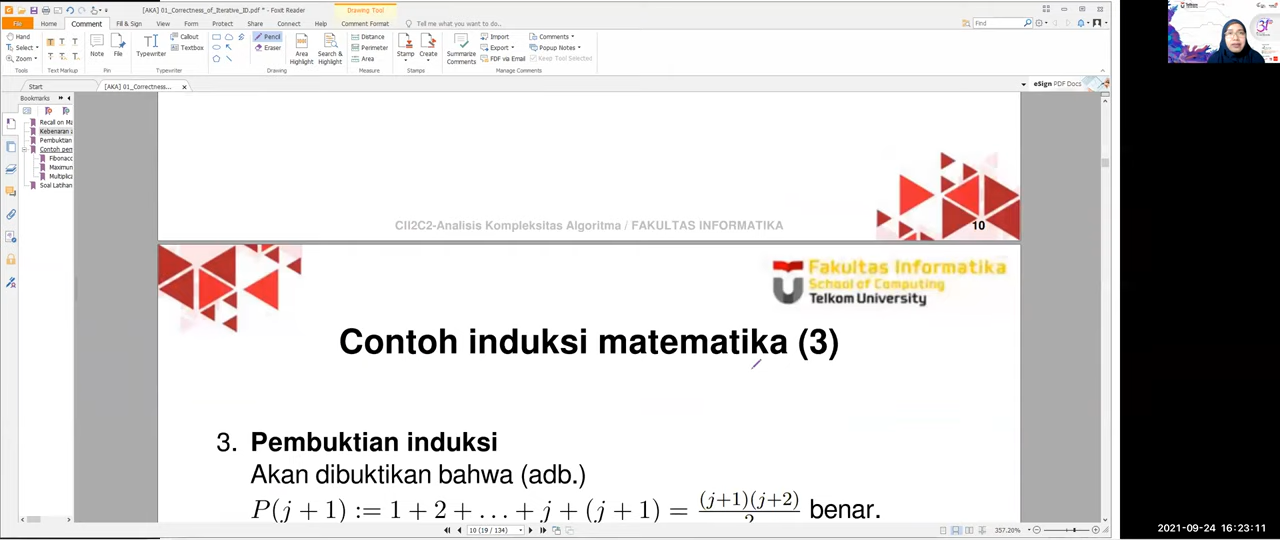 [AKA] 01_Correctness_of_Iterative_ID.pdf * - Foxit Reader
Drawing Tool
File Home Comment Fill & Sign View Form Protect Share Connect Help Extras Comment Format
Tell me what you want to do..
Find
Hand
Select
Zoom
Tools
Text Markup
Note
File
Pin
Typewriter
Callout
Textbox
Typewriter
Pencil
Eraser
Drawing
Area Highlight
Search & Highlight
Distance
Perimeter
Area
Measure
Stamp
Create
Stamps
Summarize Comments
Import
Export
FDF via Email
Comments
Popup Notes
Keep Tool Selected
Manage Comments
Start
[AKA] 01_Correctness...
eSign PDF Docs
Bookmarks
Recall on Ma
Kebenaran a
Pembuktian
Contoh pem
Fibonacc
Maximum
Multiplica
Soal Latihan
CII2C2-Analisis Kompleksitas Algoritma / FAKULTAS INFORMATIKA
10
Fakultas Informatika
School of Computing
Telkom University
Contoh induksi matematika (3)
3. Pembuktian induksi
Akan dibuktikan bahwa (adb.)
P(j + 1) := 1 + 2 + . . . + j + (j + 1) = (j+1)(j+2)/2 benar.
10 (19 / 134)
357.20%
2021-09-24 16:23:11